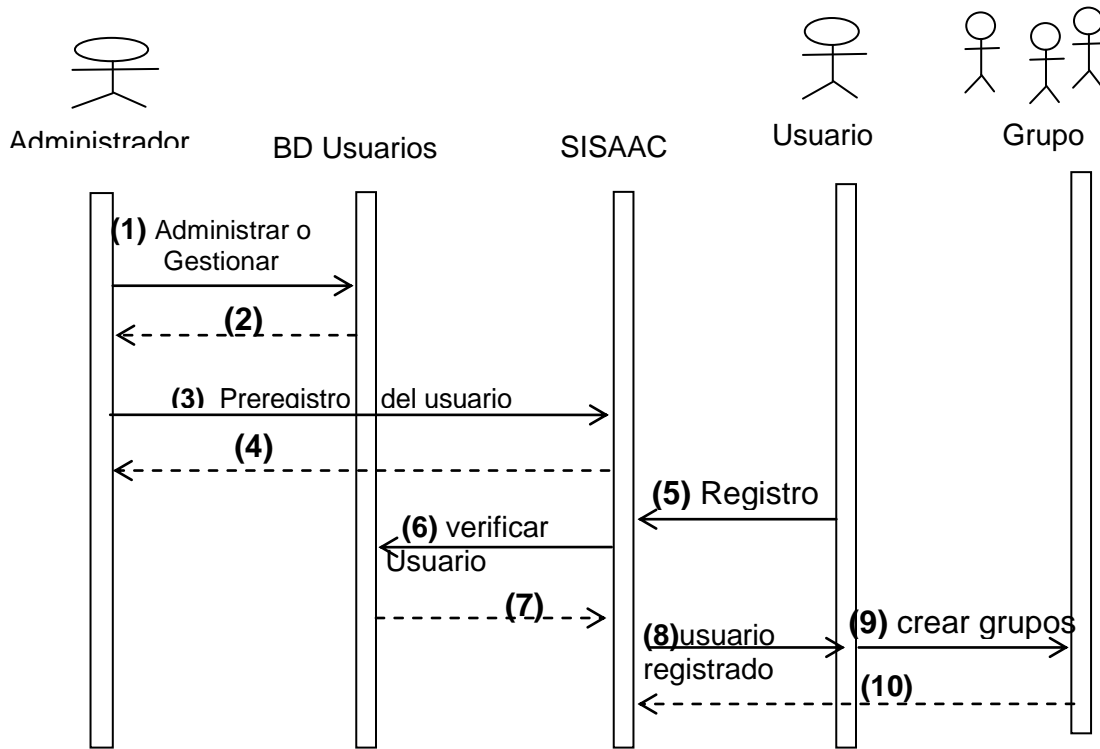 Administrador
BD Usuarios
SISAAC
Usuario
Grupo
(1) Administrar o
Gestionar
(2)
(3) Preregistro del usuario
(4)
(5) Registro
(6) verificar
Usuario
(7)
(8)usuario
registrado
(9) crear grupos
(10)